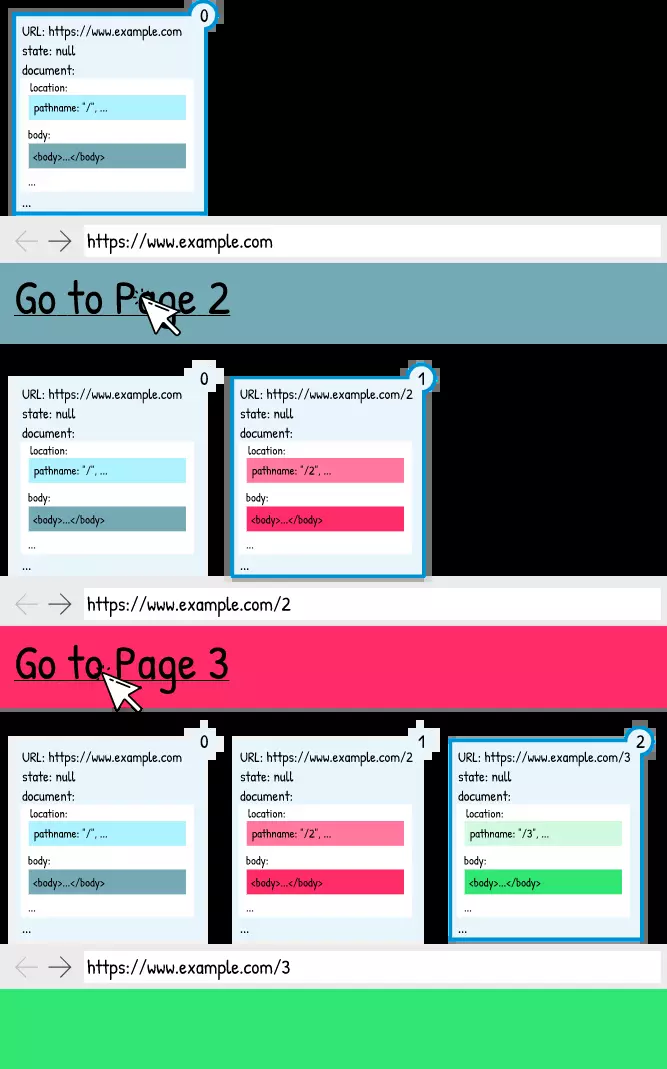 0
URL: https://www.example.com
state: null
document:
location:
pathname: "/", ...
body:
<body>...</body>
...
...
https://www.example.com
Go to Page 2
0
URL: https://www.example.com
state: null
document:
location:
pathname: "/", ...
body:
<body>...</body>
...
...
1
URL: https://www.example.com/2
state: null
document:
location:
pathname: "/2", ...
body:
<body>...</body>
...
...
https://www.example.com/2
Go to Page 3
0
URL: https://www.example.com
state: null
document:
location:
pathname: "/", ...
body:
<body>...</body>
...
...
1
URL: https://www.example.com/2
state: null
document:
location:
pathname: "/2", ...
body:
<body>...</body>
...
2
URL: https://www.example.com/3
state: null
document:
location:
pathname: "/3", ...
body:
<body>...</body>
...
...
https://www.example.com/3